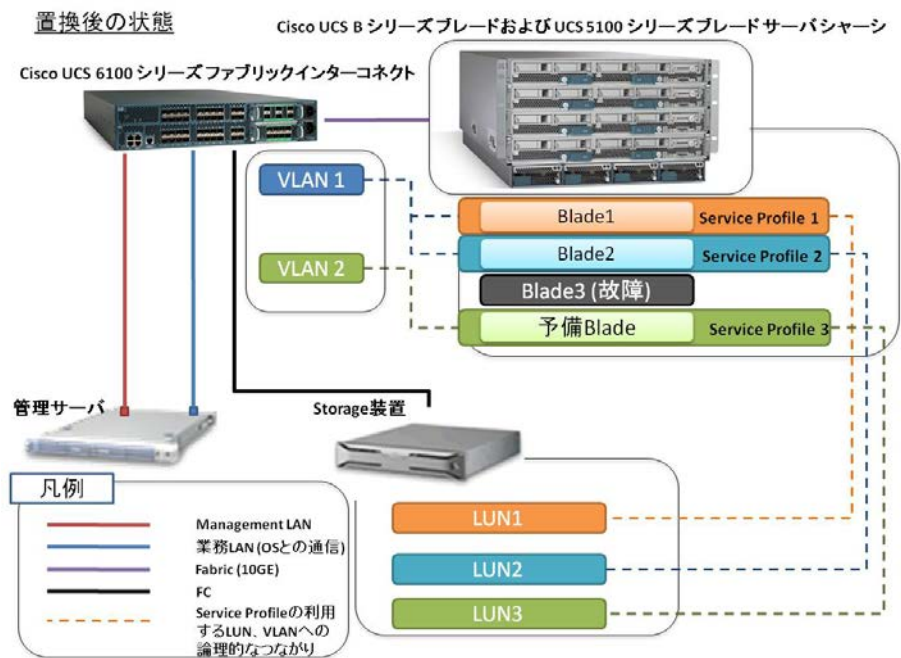 置換後の状態
Cisco UCS B シリーズブレードおよび UCS 5100 シリーズブレード サーバシャーシ
Cisco UCS 6100 シリーズ ファブリックインターコネクト
VLAN 1
VLAN 2
Blade1
Service Profile 1
Blade2
Service Profile 2
Blade3 (故障)
予備Blade
Service Profile 3
管理サーバ
Storage装置
凡例
Management LAN
業務LAN (OSとの通信)
Fabric (10GE)
FC
Service Profileの利用
するLUN、VLANへの
論理的なつながり
LUN1
LUN2
LUN3